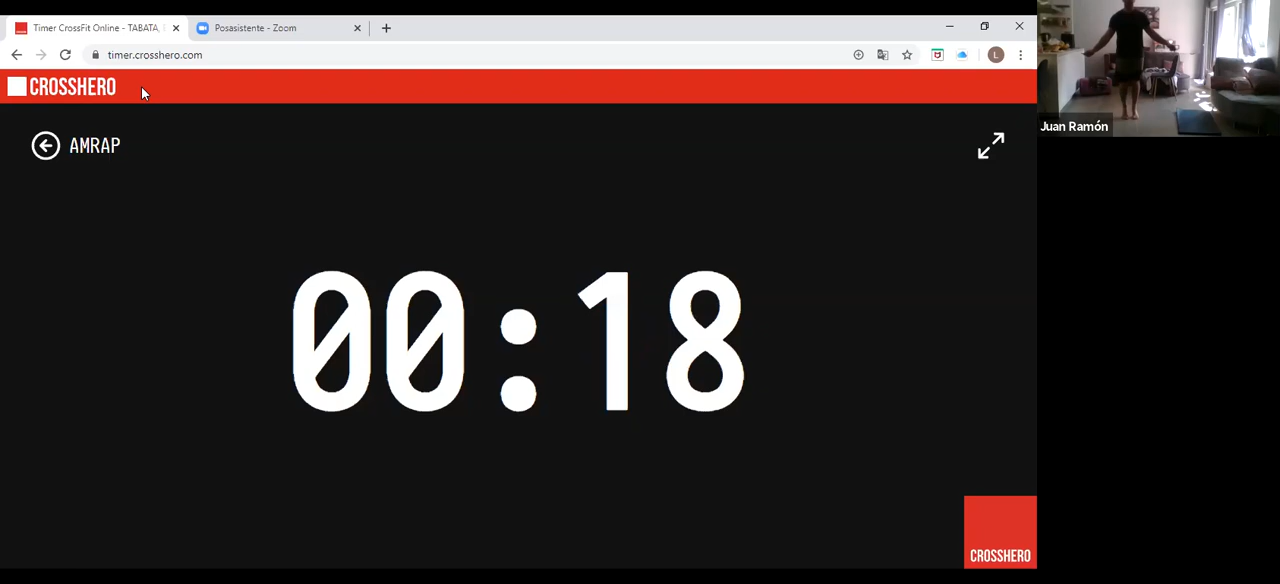 Timer CrossFit Online - TABATA,
Posasistente - Zoom
timer.crosshero.com
L
CROSSHERO
AMRAP
00:18
CROSSHERO
Juan Ramón